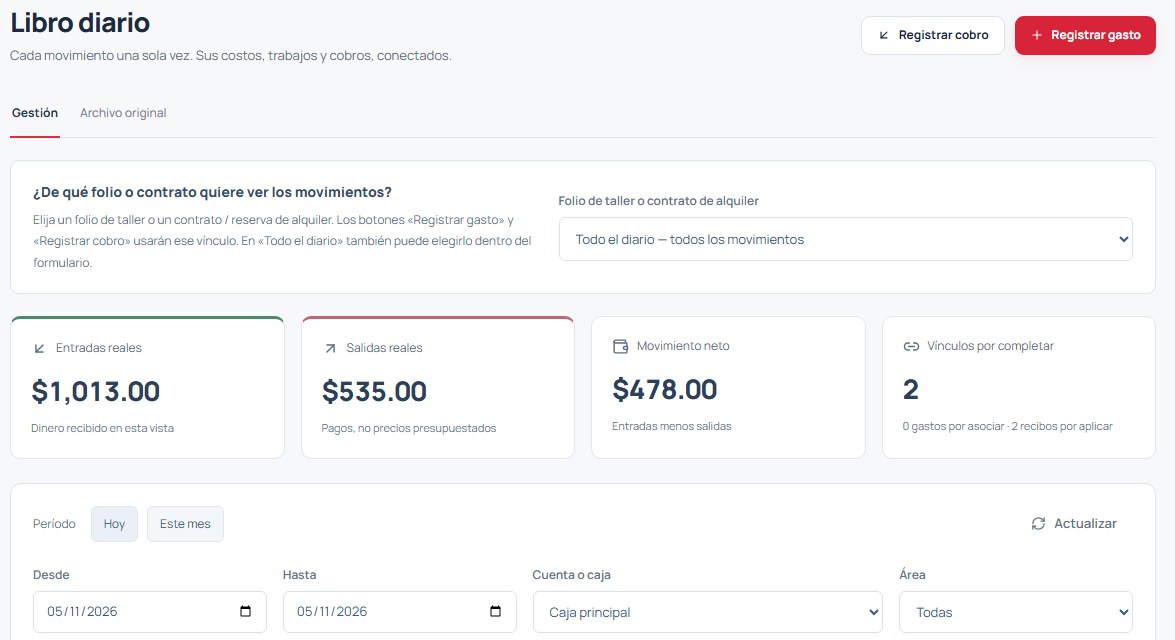 Libro diario
Cada movimiento una sola vez. Sus costos, trabajos y cobros, conectados.
Registrar cobro
Registrar gasto
Gestión
Archivo original
¿De qué folio o contrato quiere ver los movimientos?
Elija un folio de taller o un contrato / reserva de alquiler. Los botones «Registrar gasto» y
«Registrar cobro» usarán ese vínculo. En «Todo el diario» también puede elegirlo dentro del
formulario.
Folio de taller o contrato de alquiler
Todo el diario — todos los movimientos
Entradas reales
$1,013.00
Dinero recibido en esta vista
Salidas reales
$535.00
Pagos, no precios presupuestados
Movimiento neto
$478.00
Entradas menos salidas
Vínculos por completar
2
0 gastos por asociar · 2 recibos por aplicar
Período
Hoy
Este mes
Actualizar
Desde
05/11/2026
Hasta
05/11/2026
Cuenta o caja
Caja principal
Área
Todas